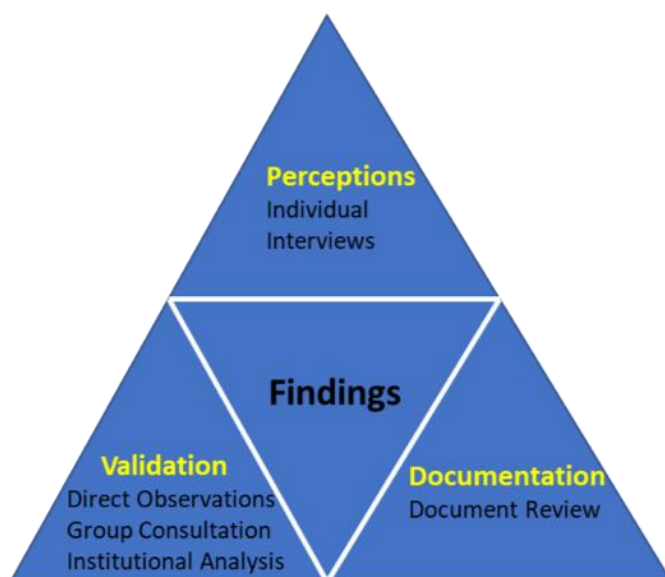 Perceptions
Individual
Interviews
Findings
Validation
Direct Observations
Group Consultation
Institutional Analysis
Documentation
Document Review